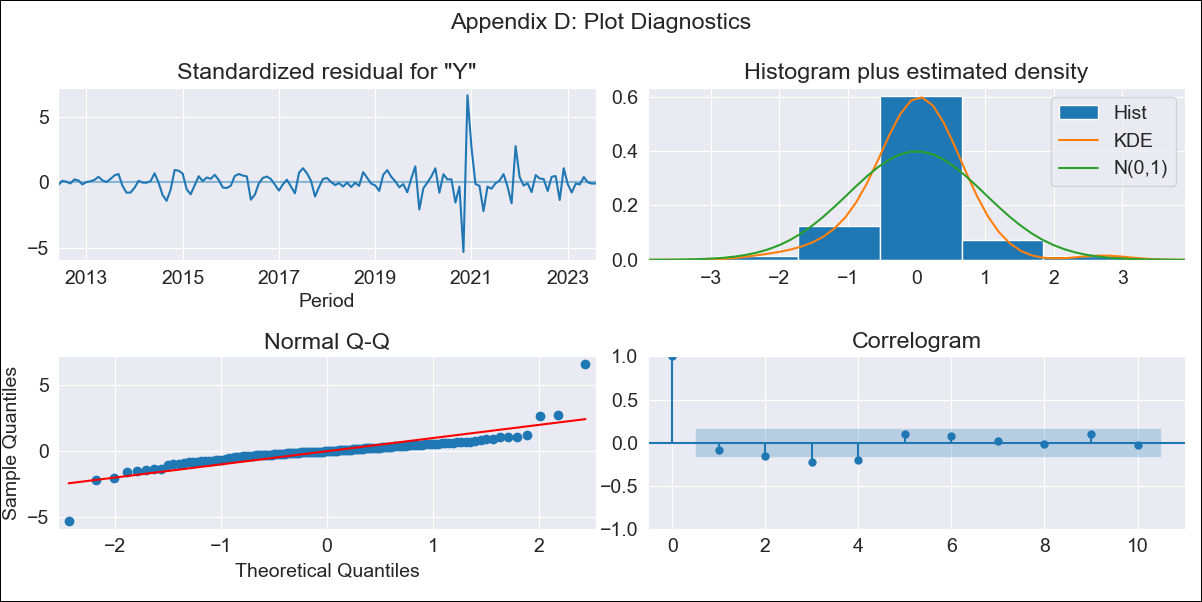 Appendix D: Plot Diagnostics
Standardized residual for "Y"
5
0
−5
2013 2015 2017 2019 2021 2023
Period
Histogram plus estimated density
0.6
0.4
0.2
0.0
Hist
KDE
N(0,1)
−3 −2 −1 0 1 2 3
Normal Q-Q
Sample Quantiles
5
0
−5
−2 −1 0 1 2
Theoretical Quantiles
Correlogram
1.0
0.5
0.0
−0.5
−1.0
0 2 4 6 8 10